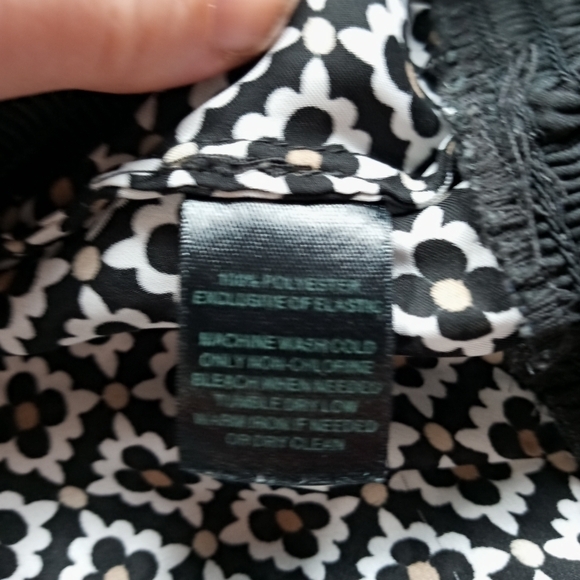 100% POLYESTER
EXCLUSIVE OF ELASTIC
MACHINE WASH COLD
ONLY NON-CHLORINE
BLEACH WHEN NEEDED
TUMBLE DRY LOW
WARM IRON IF NEEDED
OR DRY CLEAN